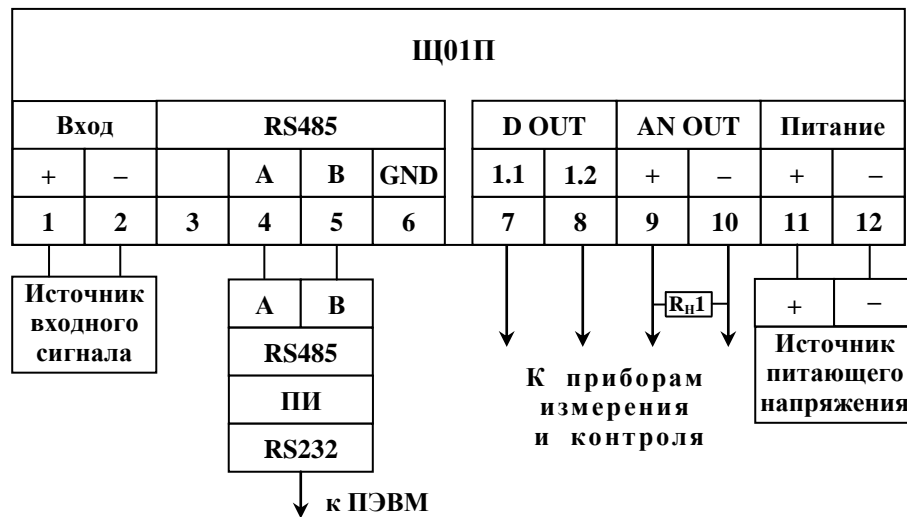 Щ01П
Вход RS485 D OUT AN OUT Питание
+ – A B GND 1.1 1.2 + – + –
1 2 3 4 5 6 7 8 9 10 11 12
Источник
входного
сигнала
A B
RS485
ПИ
RS232
к ПЭВМ
RН1
К приборам
измерения
и контроля
+ –
Источник
питающего
напряжения